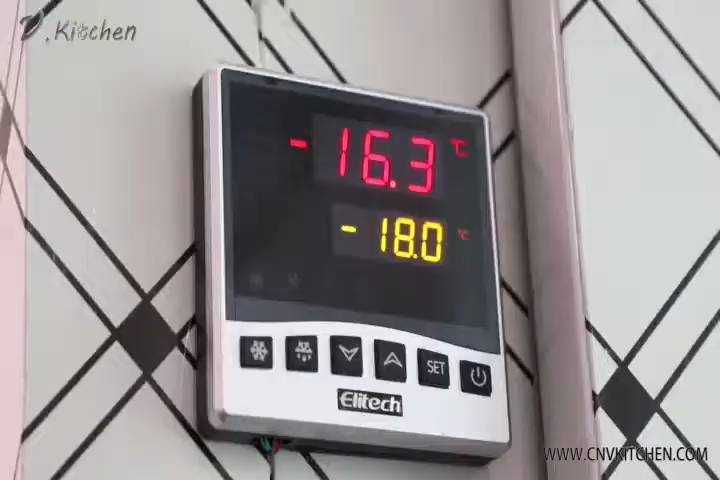 V.Kitchen
-16.3 °C
-18.0 °C
SET
Elitech
WWW.CNVKITCHEN.COM